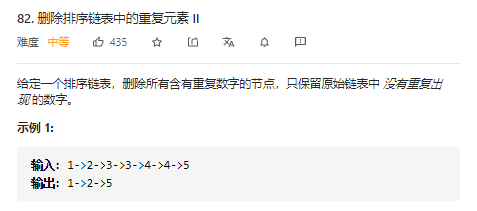 82. 删除排序链表中的重复元素 II
难度 中等 435
给定一个排序链表，删除所有含有重复数字的节点，只保留原始链表中 没有重复出
现 的数字。
示例 1:
输入: 1->2->3->3->4->4->5
输出: 1->2->5